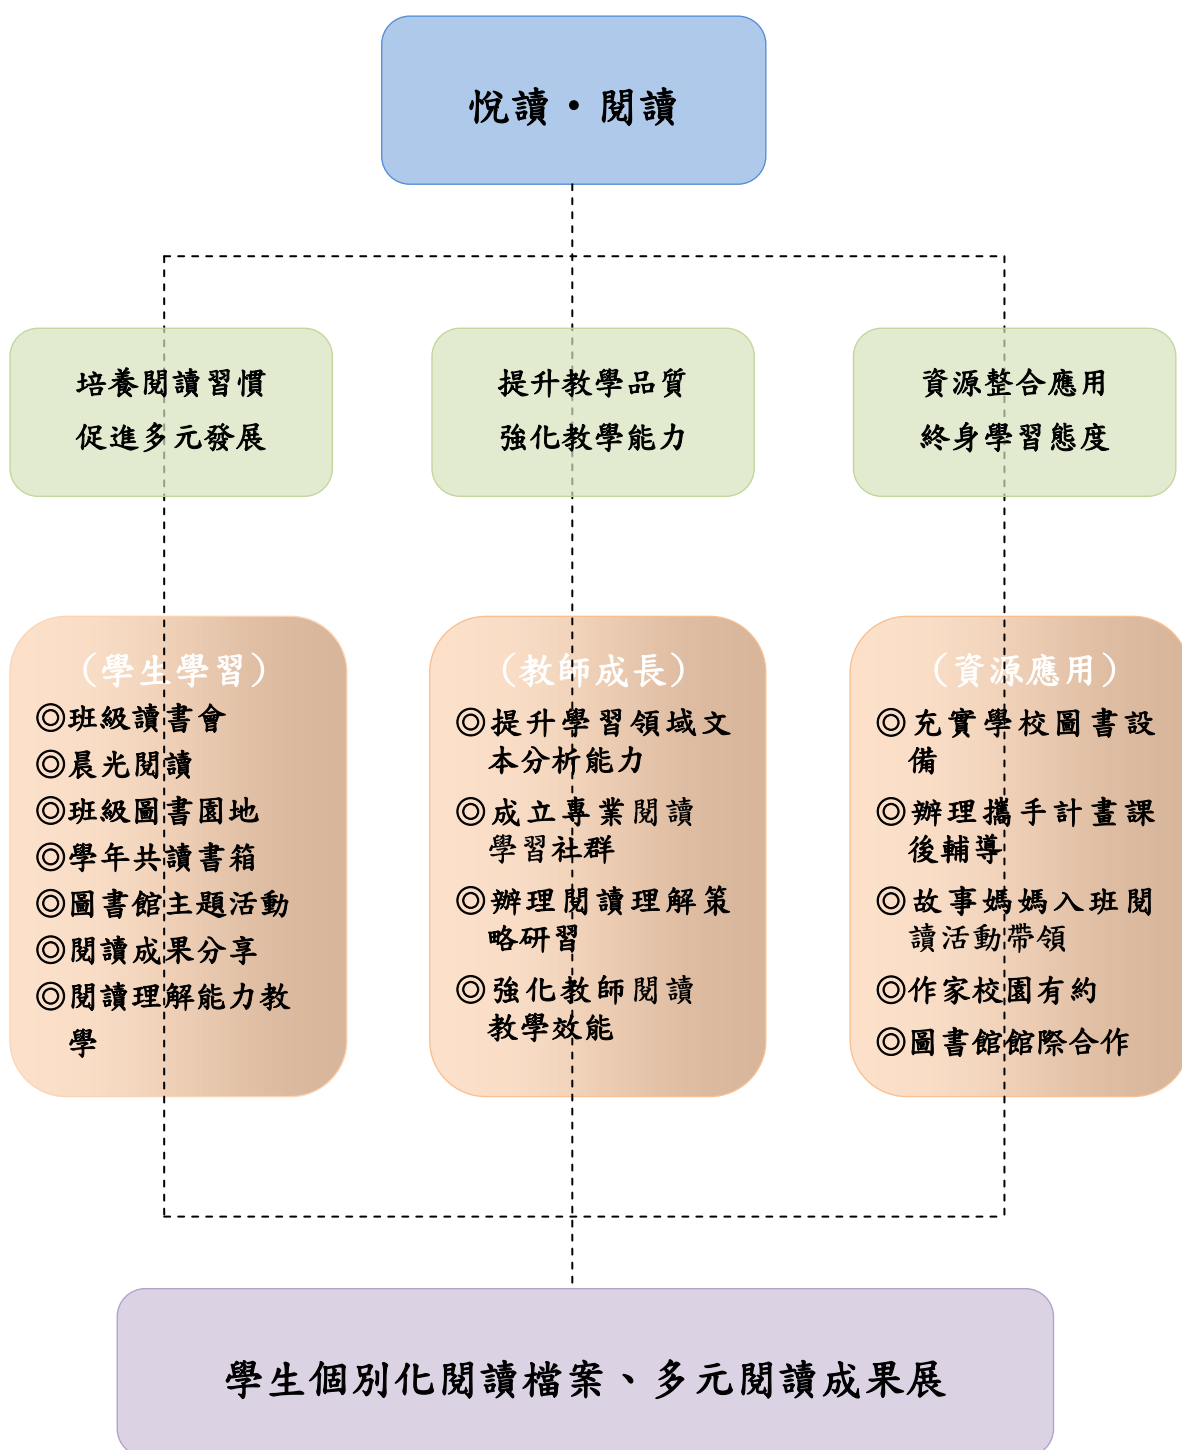 悅讀·閱讀
培養閱讀習慣
促進多元發展
提升教學品質
強化教學能力
資源整合應用
終身學習態度
（學生學習）
◎班級讀書會
◎晨光閱讀
◎班級圖書園地
◎學年共讀書箱
◎圖書館主題活動
◎閱讀成果分享
◎閱讀理解能力教
學
（教師成長）
◎提升學習領域文
本分析能力
◎成立專業閱讀
學習社群
◎辦理閱讀理解策
略研習
◎強化教師閱讀
教學效能
（資源應用）
◎充實學校圖書設
備
◎辦理攜手計畫課
後輔導
◎故事媽媽入班閱
讀活動帶領
◎作家校園有約
◎圖書館館際合作
學生個別化閱讀檔案、多元閱讀成果展